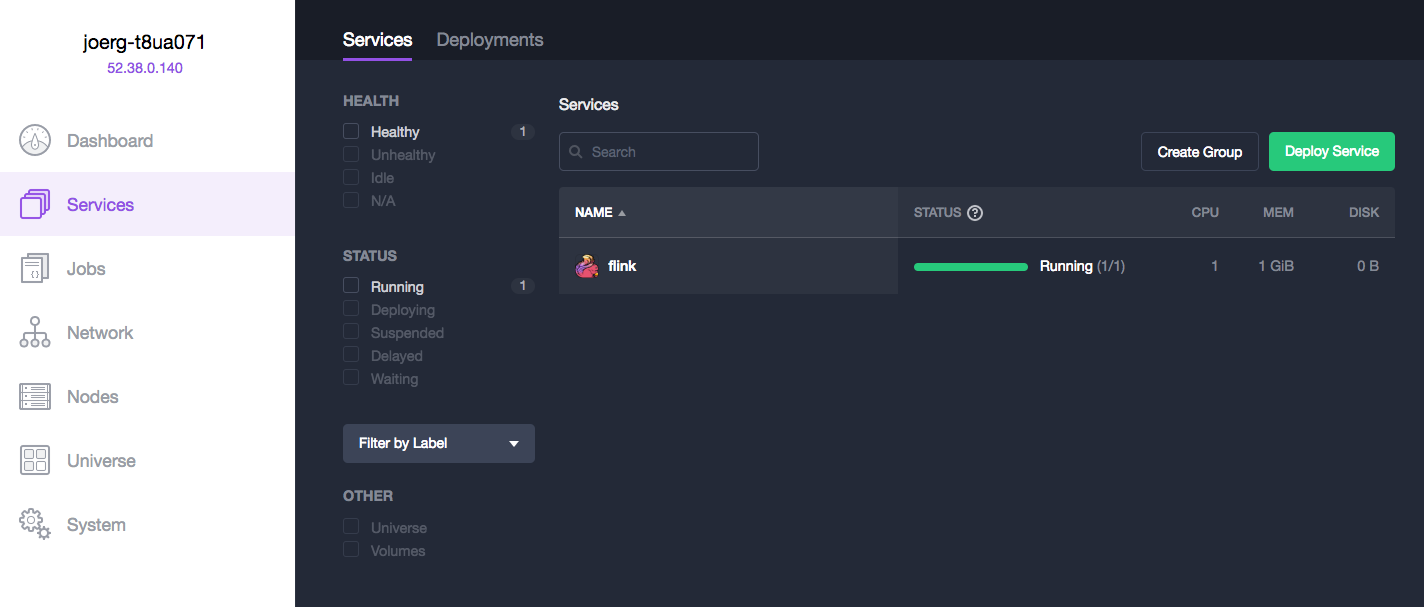 joerg-t8ua071
52.38.0.140
Dashboard
Services
Jobs
Network
Nodes
Universe
System
Services Deployments
HEALTH
Healthy 1
Unhealthy
Idle
N/A
STATUS
Running 1
Deploying
Suspended
Delayed
Waiting
Filter by Label
OTHER
Universe
Volumes
Services
Search
Create Group
Deploy Service
NAME STATUS ? CPU MEM DISK
flink Running (1/1) 1 1 GiB 0 B